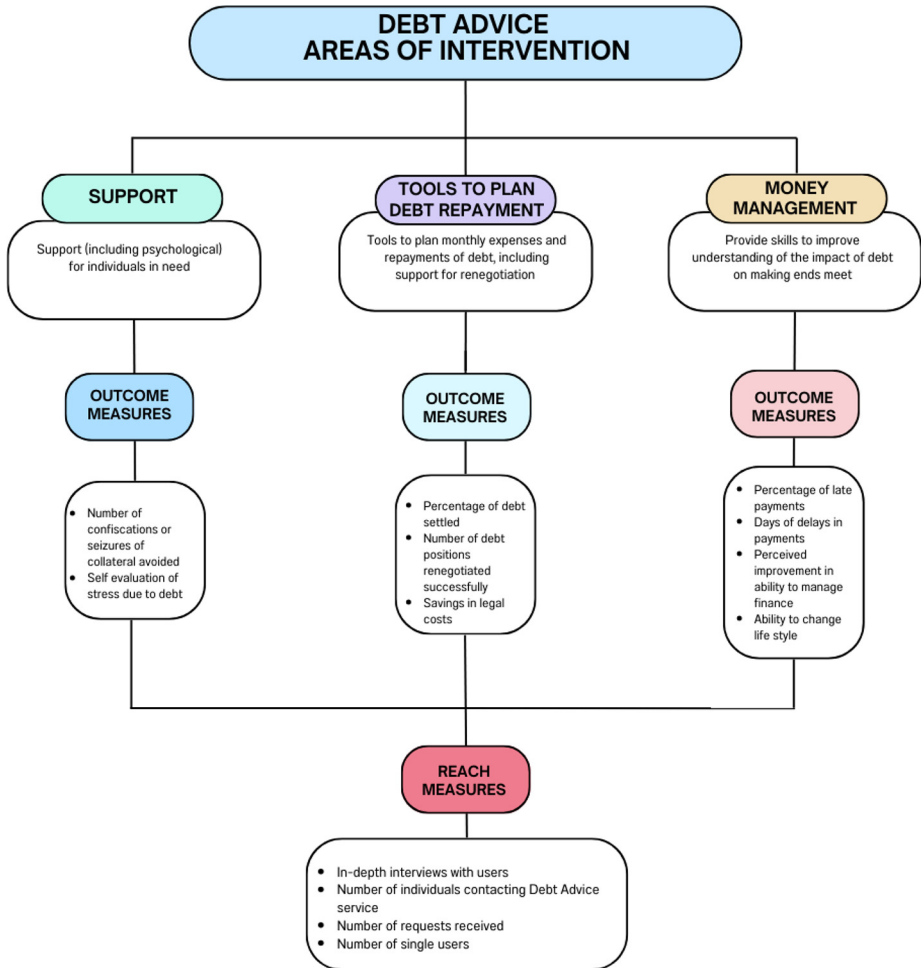 DEBT ADVICE
AREAS OF INTERVENTION
SUPPORT
Support (including psychological)
for individuals in need
TOOLS TO PLAN
DEBT REPAYMENT
Tools to plan monthly expenses and
repayments of debt, including
support for renegotiation
MONEY
MANAGEMENT
Provide skills to improve
understanding of the impact of debt
on making ends meet
OUTCOME
MEASURES
• Number of
confiscations or
seizures of
collateral avoided
• Self evaluation of
stress due to debt
OUTCOME
MEASURES
• Percentage of debt
settled
• Number of debt
positions
renegotiated
successfully
• Savings in legal
costs
OUTCOME
MEASURES
• Percentage of late
payments
• Days of delays in
payments
• Perceived
improvement in
ability to manage
finance
• Ability to change
life style
REACH
MEASURES
• In-depth interviews with users
• Number of individuals contacting Debt Advice
service
• Number of requests received
• Number of single users